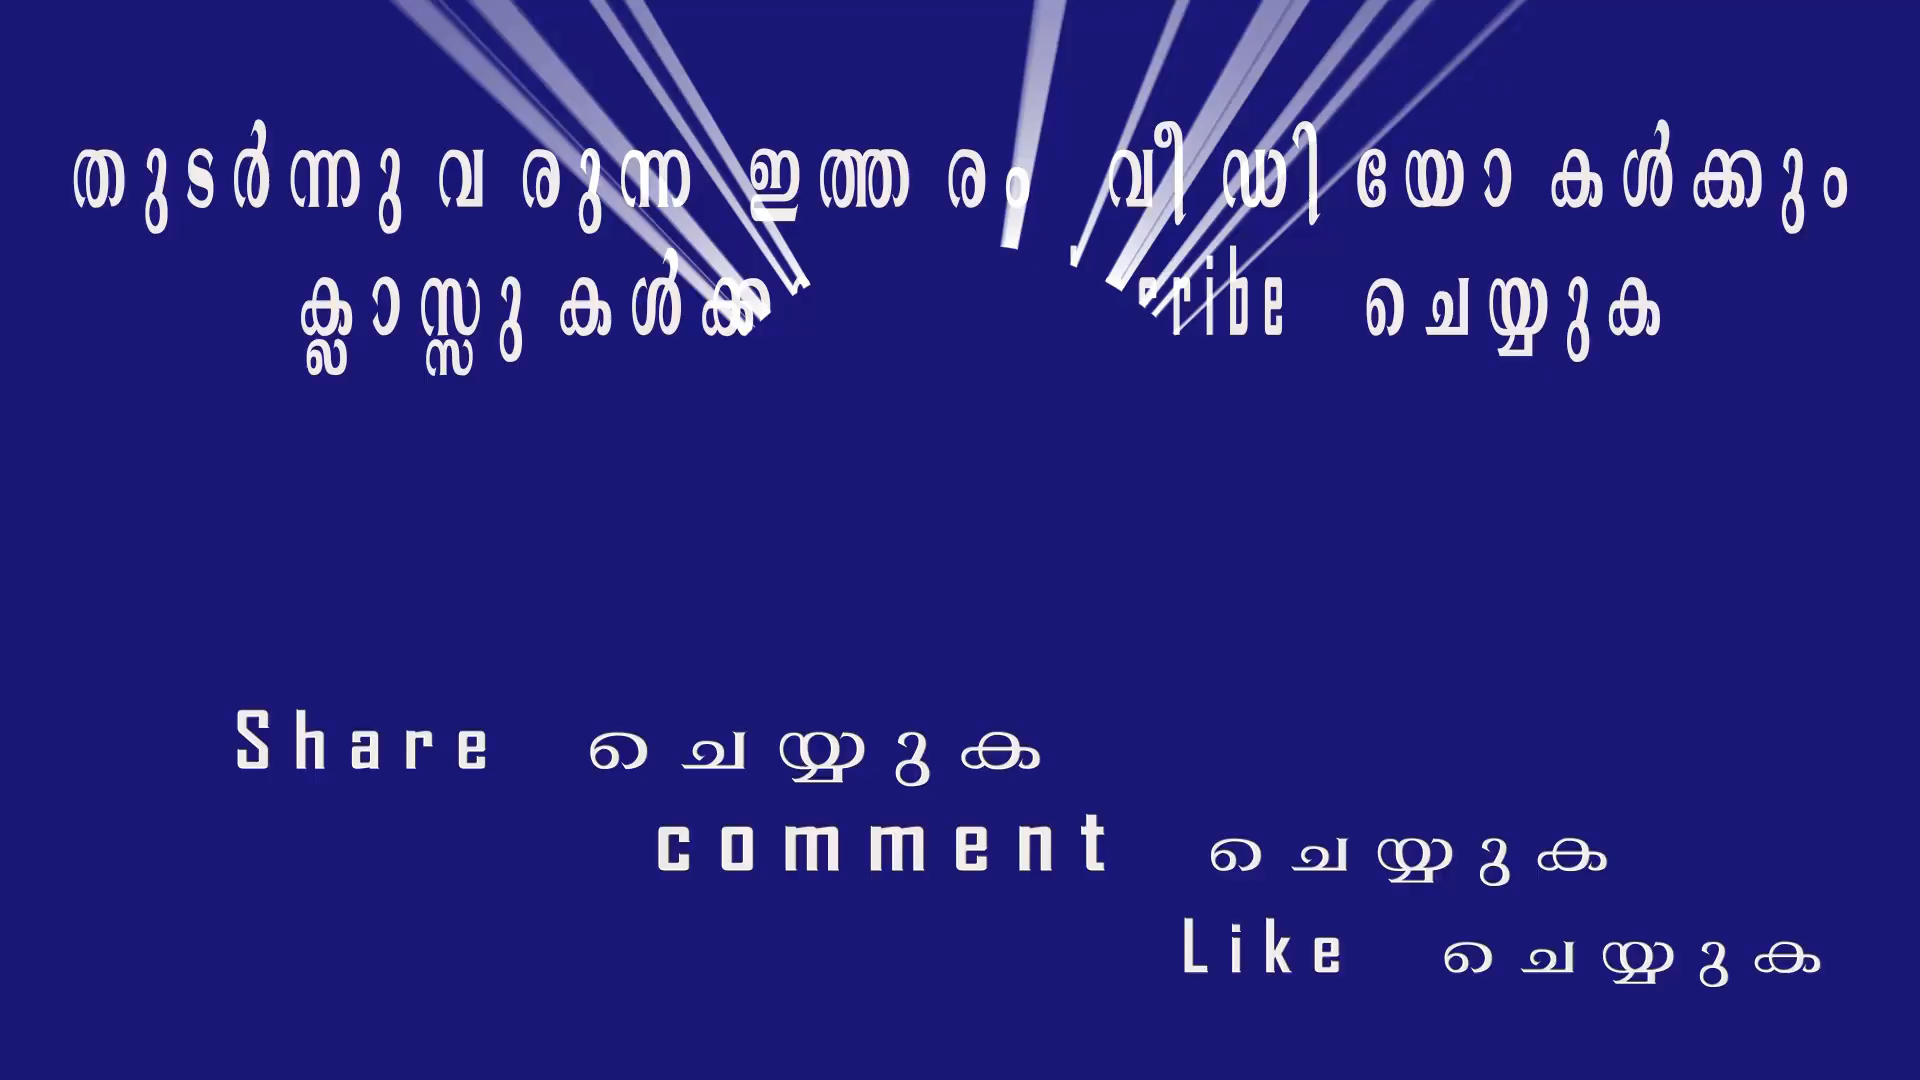 തുടർന്നുവരുന്ന ഇത്തരം വീഡിയോകൾക്കും
ക്ലാസ്സുകൾക്ക ചെയ്യുക
Share ചെയ്യുക
comment ചെയ്യുക
Like ചെയ്യുക